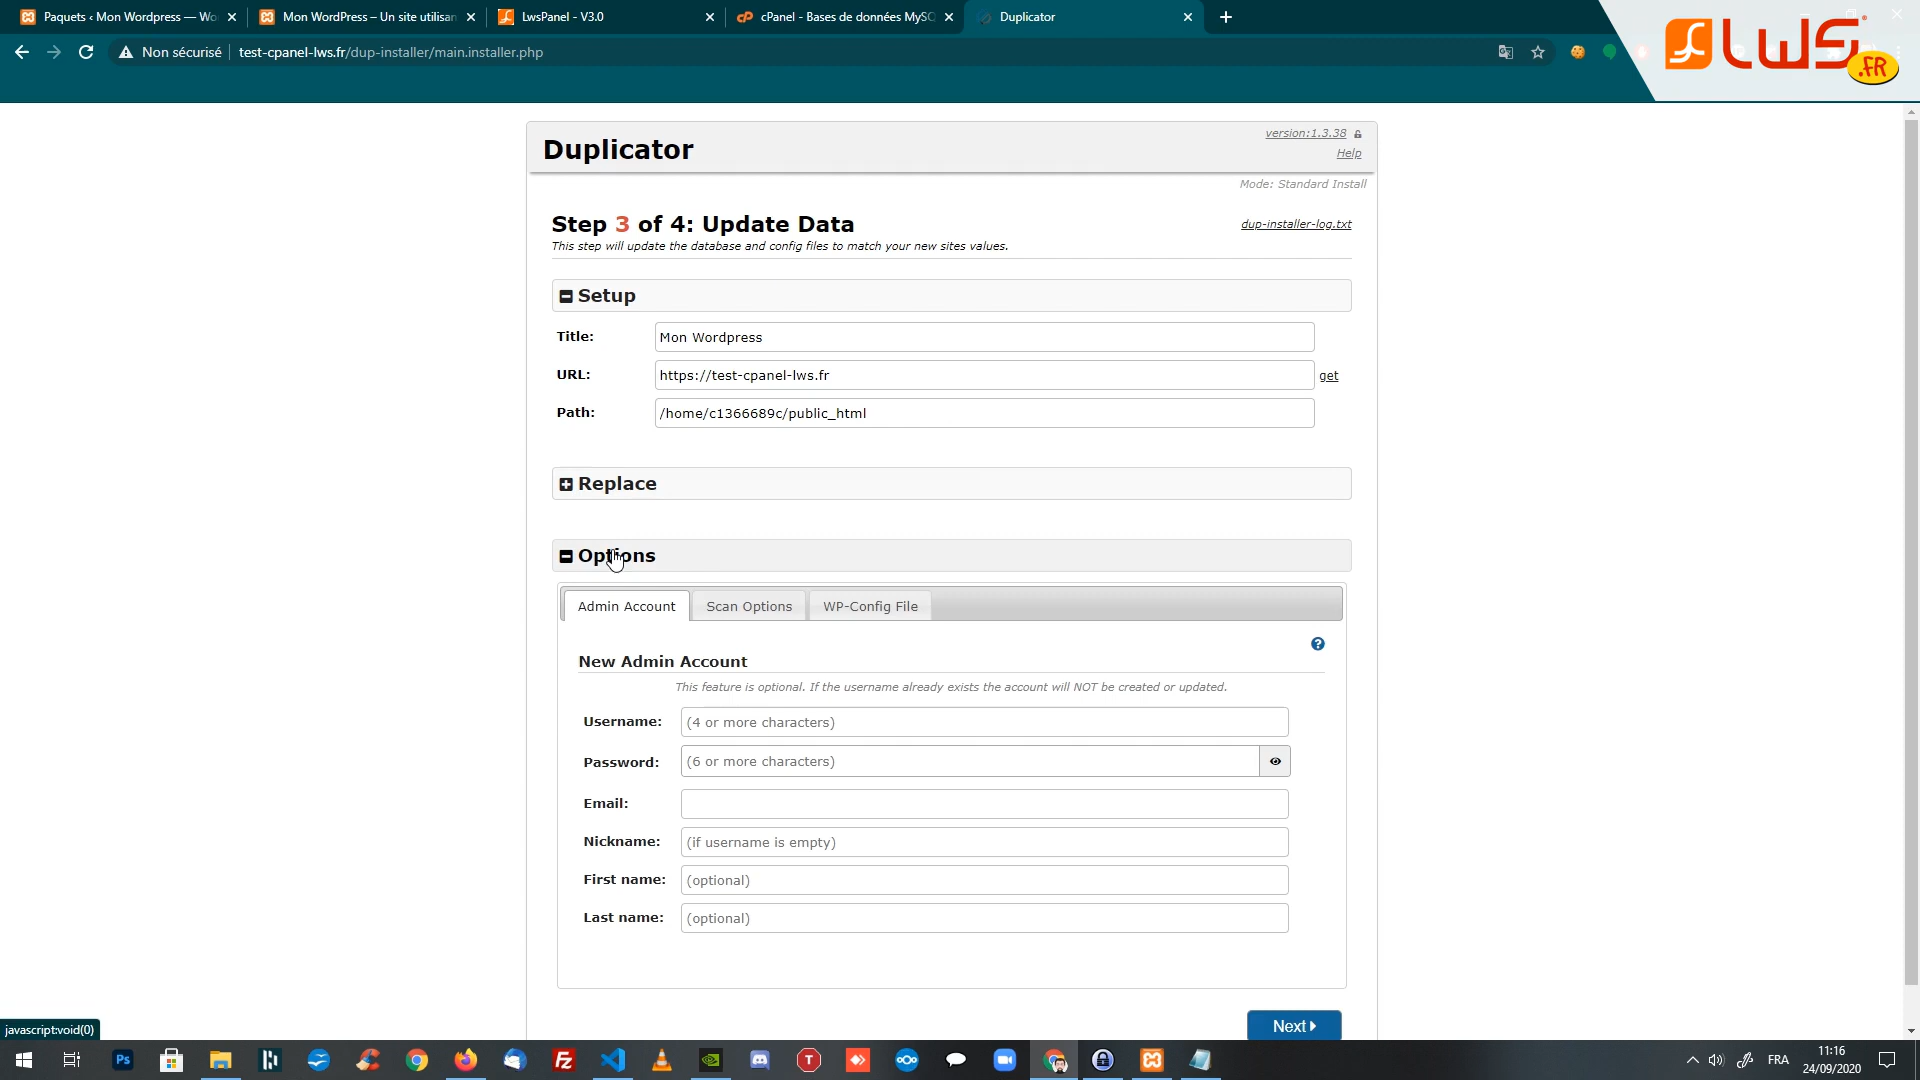 Paquets ‹ Mon Wordpress — Wo
Mon WordPress – Un site utilisan
LwsPanel - V3.0
cPanel - Bases de données MySQ
Duplicator
Non sécurisé
test-cpanel-lws.fr/dup-installer/main.installer.php
LWS
.FR
Duplicator
version:1.3.38
Help
Mode: Standard Install
Step 3 of 4: Update Data
dup-installer-log.txt
This step will update the database and config files to match your new sites values.
Setup
Title:
Mon Wordpress
URL:
https://test-cpanel-lws.fr
get
Path:
/home/c1366689c/public_html
Replace
Options
Admin Account
Scan Options
WP-Config File
New Admin Account
This feature is optional. If the username already exists the account will NOT be created or updated.
Username:
(4 or more characters)
Password:
(6 or more characters)
Email:
Nickname:
(if username is empty)
First name:
(optional)
Last name:
(optional)
Next
javascript:void(0)
Ps
FZ
T
FRA
11:16
24/09/2020